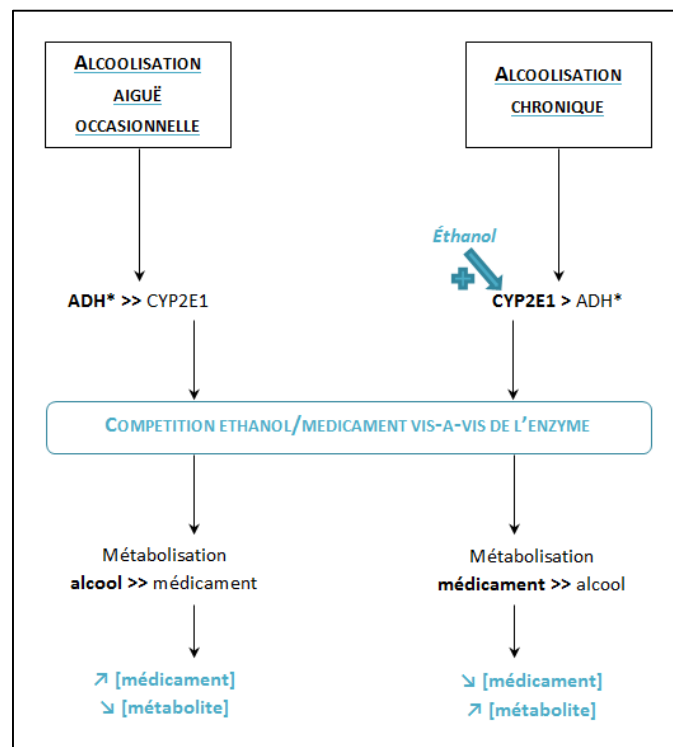 ALCOOLISATION
AIGUË
OCCASIONNELLE
ALCOOLISATION
CHRONIQUE
Éthanol
ADH* >> CYP2E1
CYP2E1 > ADH*
COMPETITION ETHANOL/MEDICAMENT VIS-A-VIS DE L'ENZYME
Métabolisation
alcool >> médicament
Métabolisation
médicament >> alcool
↗ [médicament]
↘ [métabolite]
↘ [médicament]
↗ [métabolite]